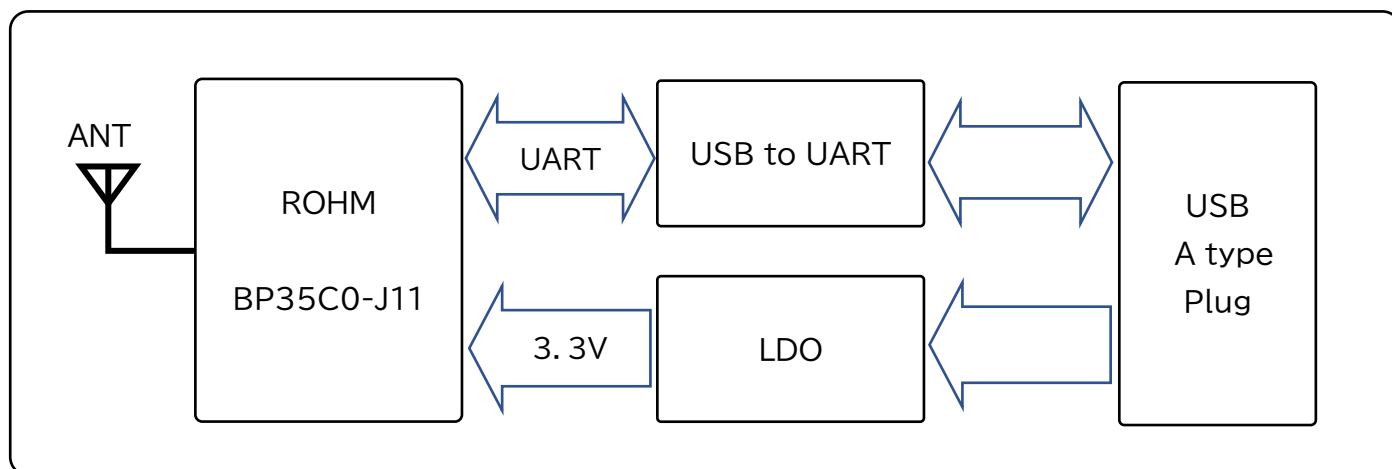 ANT
ROHM
BP35C0-J11
UART
USB to UART
3.3V
LDO
USB
A type
Plug